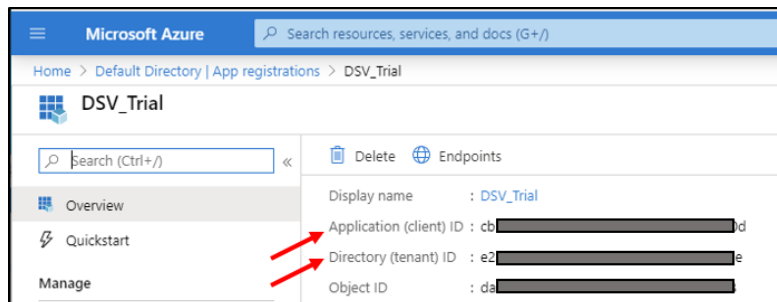 Microsoft Azure
Search resources, services, and docs (G+/)
Home > Default Directory | App registrations > DSV_Trial
DSV_Trial
Search (Ctrl+/) «
Delete Endpoints
Overview
Quickstart
Manage
Display name : DSV_Trial
Application (client) ID : cb d
Directory (tenant) ID : e2 e
Object ID : da